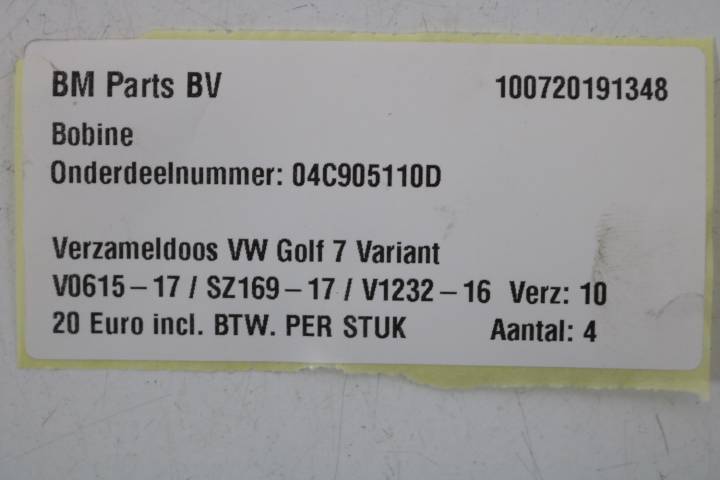 BM Parts BV 100720191348
Bobine
Onderdeelnummer: 04C905110D
Verzameldoos VW Golf 7 Variant
V0615-17 / SZ169-17 / V1232-16 Verz: 10
20 Euro incl. BTW. PER STUK Aantal: 4